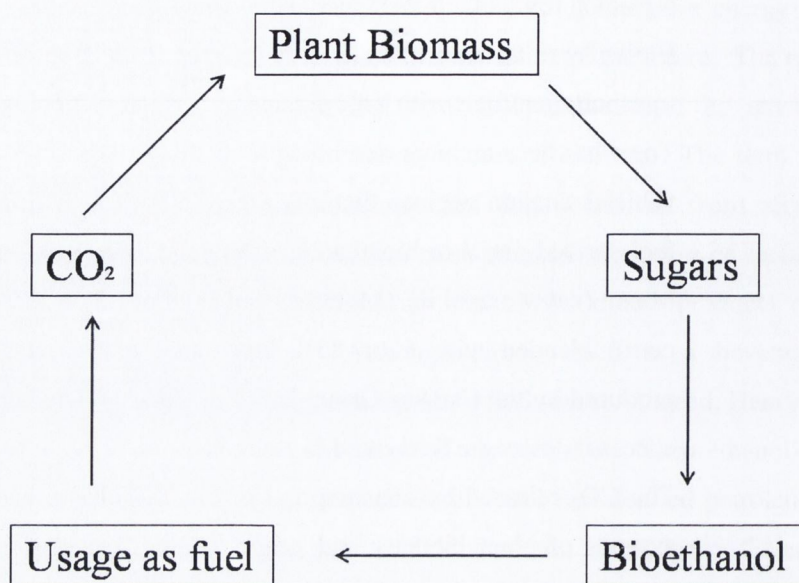 Plant Biomass
CO₂
Sugars
Usage as fuel
Bioethanol